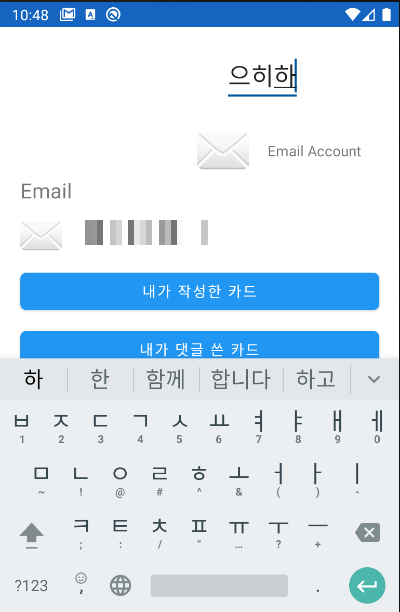 10:48
으히해
Email Account
Email
내가 작성한 카드
내가 댓글 쓴 카드
하 한 함께 합니다 하고
ㅂ ㅈ ㄷ ㄱ ㅅ ㅛ ㅕ ㅑ ㅐ ㅔ
1 2 3 4 5 6 7 8 9 0
ㅁ ㄴ ㅇ ㄹ ㅎ ㅗ ㅓ ㅏ ㅣ
~ ! @ # ^ & ( ) -
ㅋ ㅌ ㅊ ㅍ ㅠ ㅜ ㅡ
; : / " … ? +
?123 , .